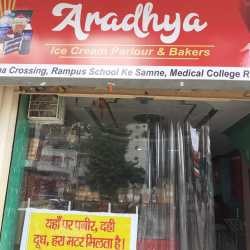 Aradhya
Ice Cream Parlour & Bakers
Crossing, Rampus School Ke Samne, Medical College R
यहाँ पर पनीर, दही
दूध, हरा मटर मिलता है।